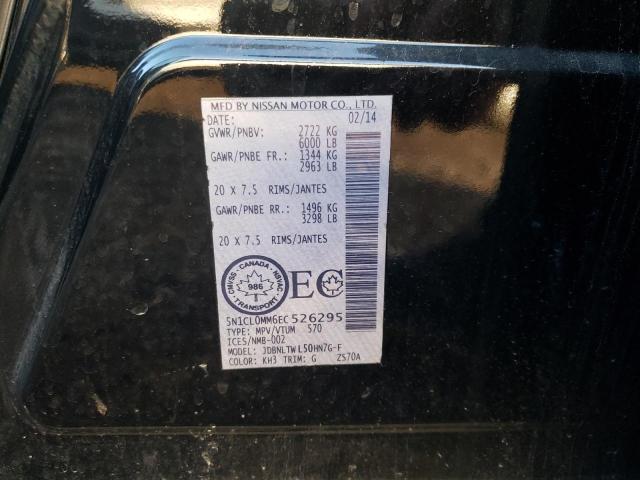 MFD BY NISSAN MOTOR CO., LTD.
DATE: 02/14
GVWR/PNBV: 2722 KG
6000 LB
GAWR/PNBE FR.: 1344 KG
2963 LB
20 X 7.5 RIMS/JANTES
GAWR/PNBE RR.: 1496 KG
3298 LB
20 X 7.5 RIMS/JANTES
CANADA
CMVSS 986 NSVAC
TRANSPORT
EC
5N1CL0MM6EC526295
TYPE: MPV/VTUM S70
ICES/NMB-002
MODEL: JDBNLTWL50HN7G-F
COLOR: KH3 TRIM: G ZS70A